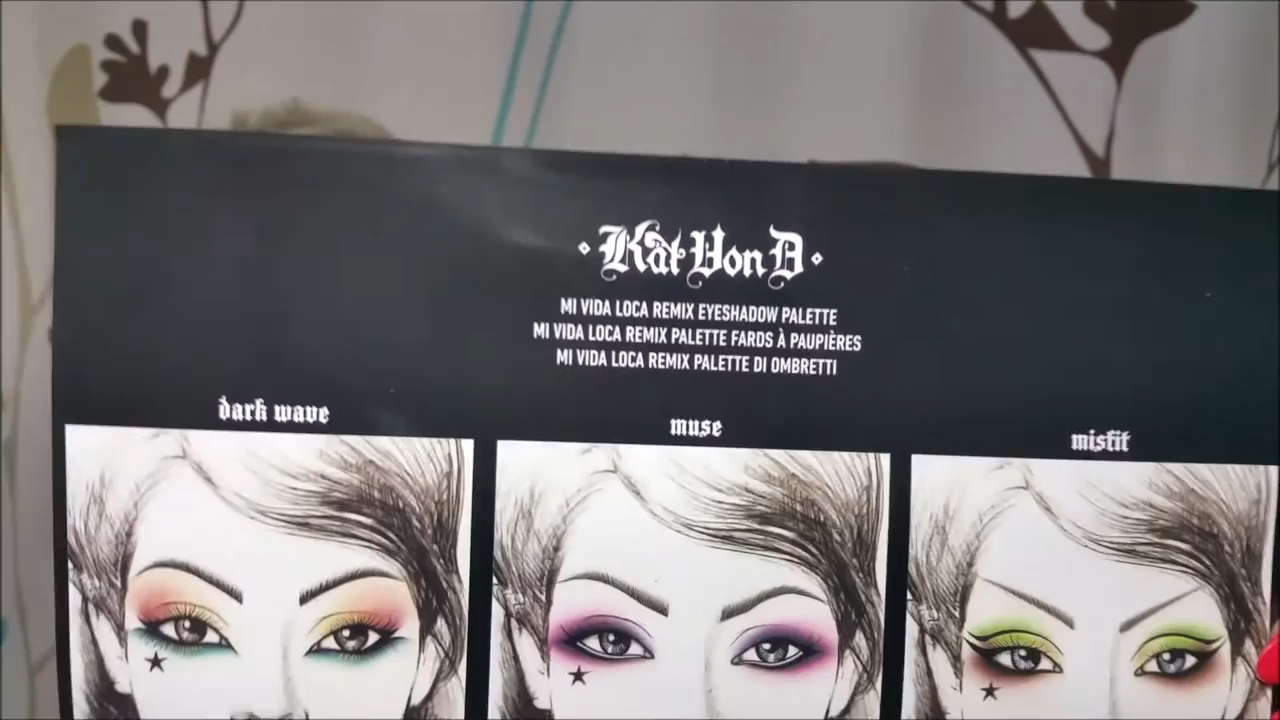 Kat Von D
MI VIDA LOCA REMIX EYESHADOW PALETTE
MI VIDA LOCA REMIX PALETTE FARDS À PAUPIÈRES
MI VIDA LOCA REMIX PALETTE DI OMBRETTI
dark wave
muse
misfit